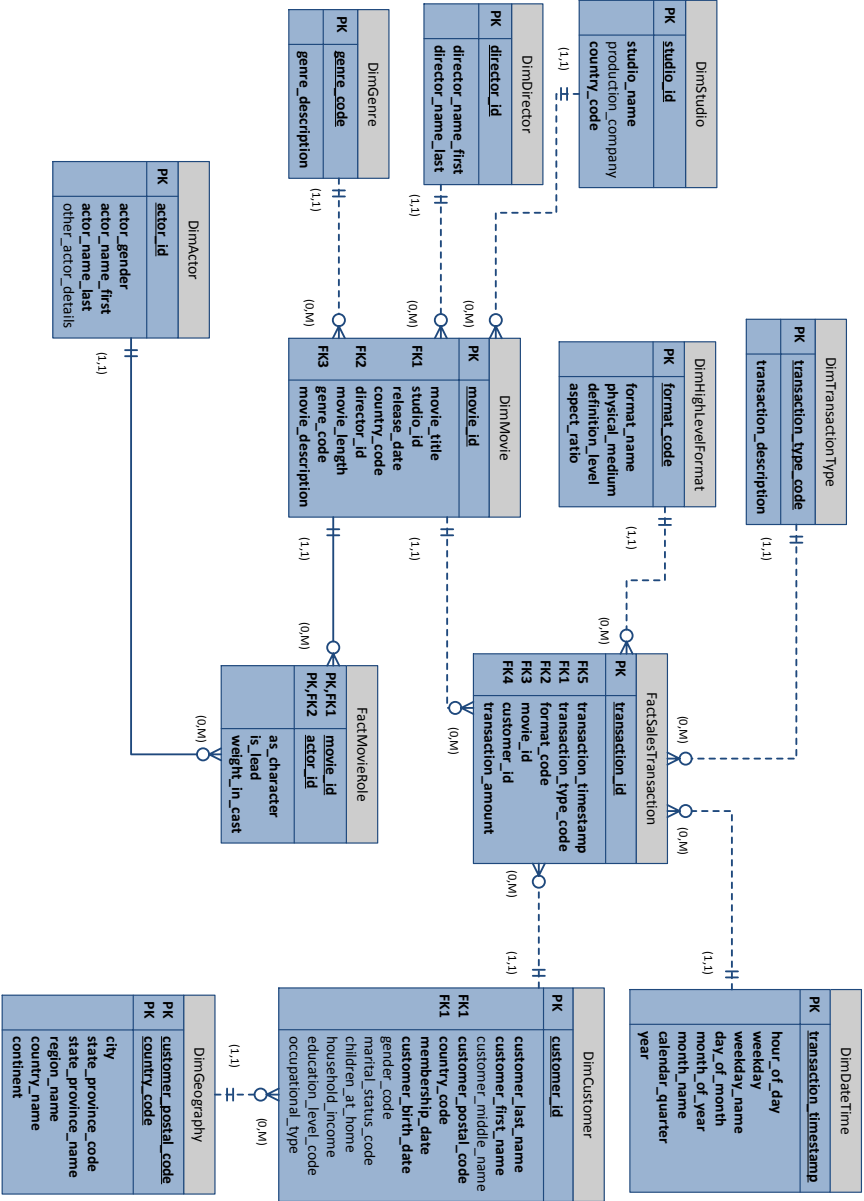 DimTransactionType
PK transaction_type_code
transaction_description
(1,1)
(0,M)
DimDateTime
PK transaction_timestamp
hour_of_day
weekday
weekday_name
day_of_month
month_of_year
month_name
calendar_quarter
year
(1,1)
(0,M)
DimStudio
PK studio_id
studio_name
production_company
country_code
(1,1)
(0,M)
DimHighLevelFormat
PK format_code
format_name
physical_medium
definition_level
aspect_ratio
(1,1)
(0,M)
FactSalesTransaction
PK transaction_id
FK5 transaction_timestamp
FK1 transaction_type_code
FK2 format_code
FK3 movie_id
FK4 customer_id
transaction_amount
(0,M)
(0,M)
(1,1)
DimCustomer
PK customer_id
customer_last_name
customer_first_name
customer_middle_name
FK1 customer_postal_code
FK1 country_code
membership_date
customer_birth_date
gender_code
marital_status_code
children_at_home
household_income
education_level_code
occupational_type
DimDirector
PK director_id
director_name_first
director_name_last
(1,1)
(0,M)
DimMovie
PK movie_id
movie_title
FK1 studio_id
release_date
country_code
FK2 director_id
movie_length
FK3 genre_code
movie_description
(1,1)
DimGenre
PK genre_code
genre_description
(1,1)
(0,M)
(1,1)
(0,M)
FactMovieRole
PK,FK1 movie_id
PK,FK2 actor_id
as_character
is_lead
weight_in_cast
(0,M)
DimActor
PK actor_id
actor_gender
actor_name_first
actor_name_last
other_actor_details
(1,1)
(0,M)
(1,1)
DimGeography
PK customer_postal_code
PK country_code
city
state_province_code
state_province_name
region_name
country_name
continent